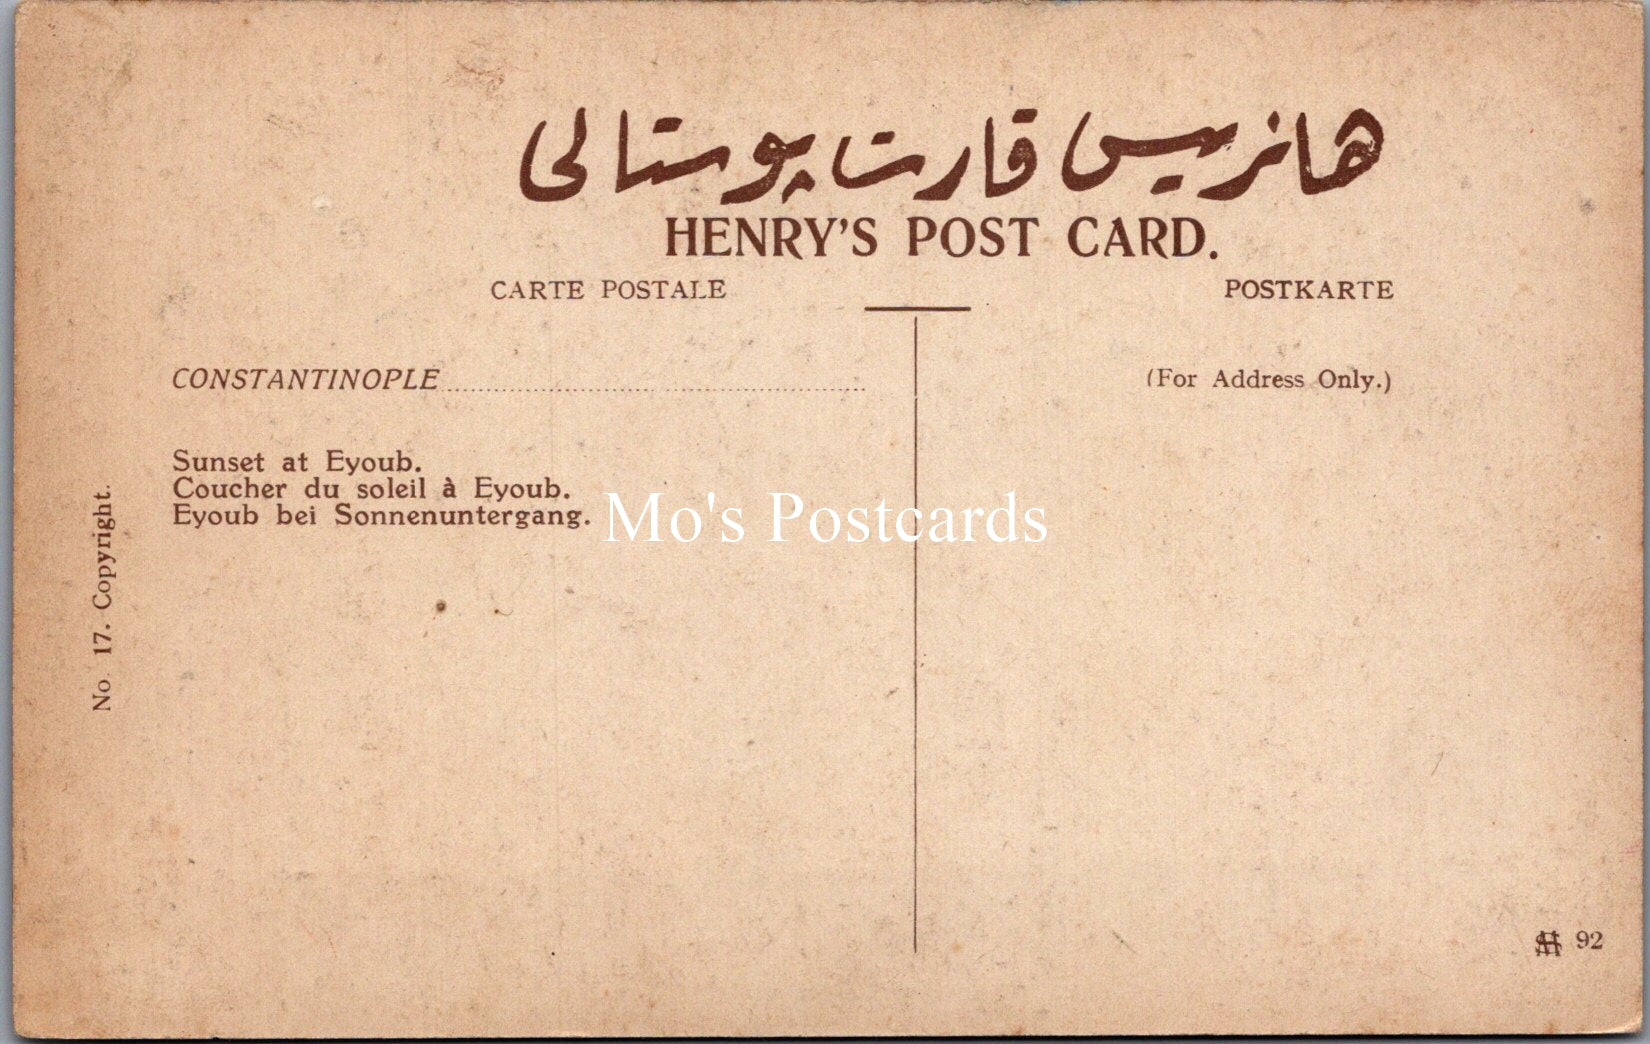 هانریس قارت پوستالی
HENRY'S POST CARD.
CARTE POSTALE
POSTKARTE
CONSTANTINOPLE
(For Address Only.)
Sunset at Eyoub.
Coucher du soleil à Eyoub.
Eyoub bei Sonnenuntergang.
Mo's Postcards
No 17. Copyright.
92